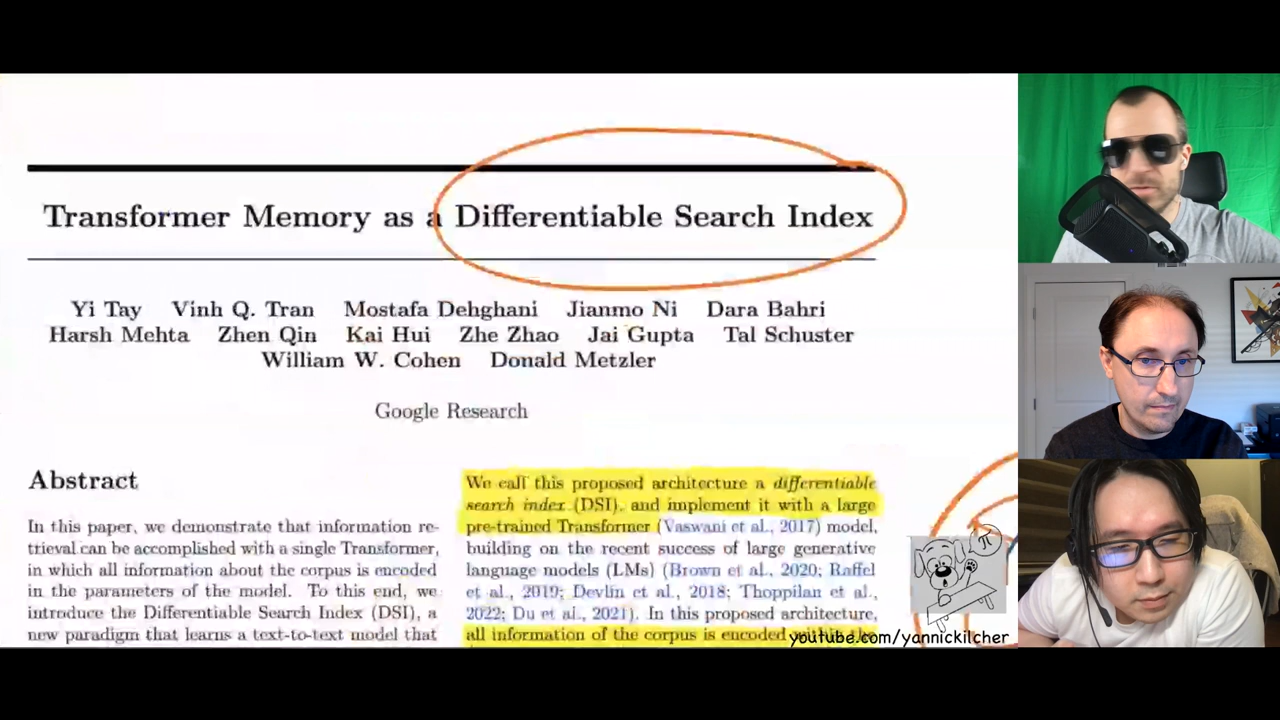 Transformer Memory as a Differentiable Search Index
Yi Tay Vinh Q. Tran Mostafa Dehghani Jianmo Ni Dara Bahri
Harsh Mehta Zhen Qin Kai Hui Zhe Zhao Jai Gupta Tal Schuster
William W. Cohen Donald Metzler
Google Research
Abstract
In this paper, we demonstrate that information re-
trieval can be accomplished with a single Transformer,
in which all information about the corpus is encoded
in the parameters of the model. To this end, we
introduce the Differentiable Search Index (DSI), a
new paradigm that learns a text-to-text model that
We call this proposed architecture a differentiable
search index (DSI), and implement it with a large
pre-trained Transformer (Vaswani et al., 2017) model,
building on the recent success of large generative
language models (LMs) (Brown et al., 2020; Raffel
et al., 2019; Devlin et al., 2018; Thoppilan et al.,
2022; Du et al., 2021). In this proposed architecture,
all information of the corpus is encoded within the
π
youtube.com/yannickilcher